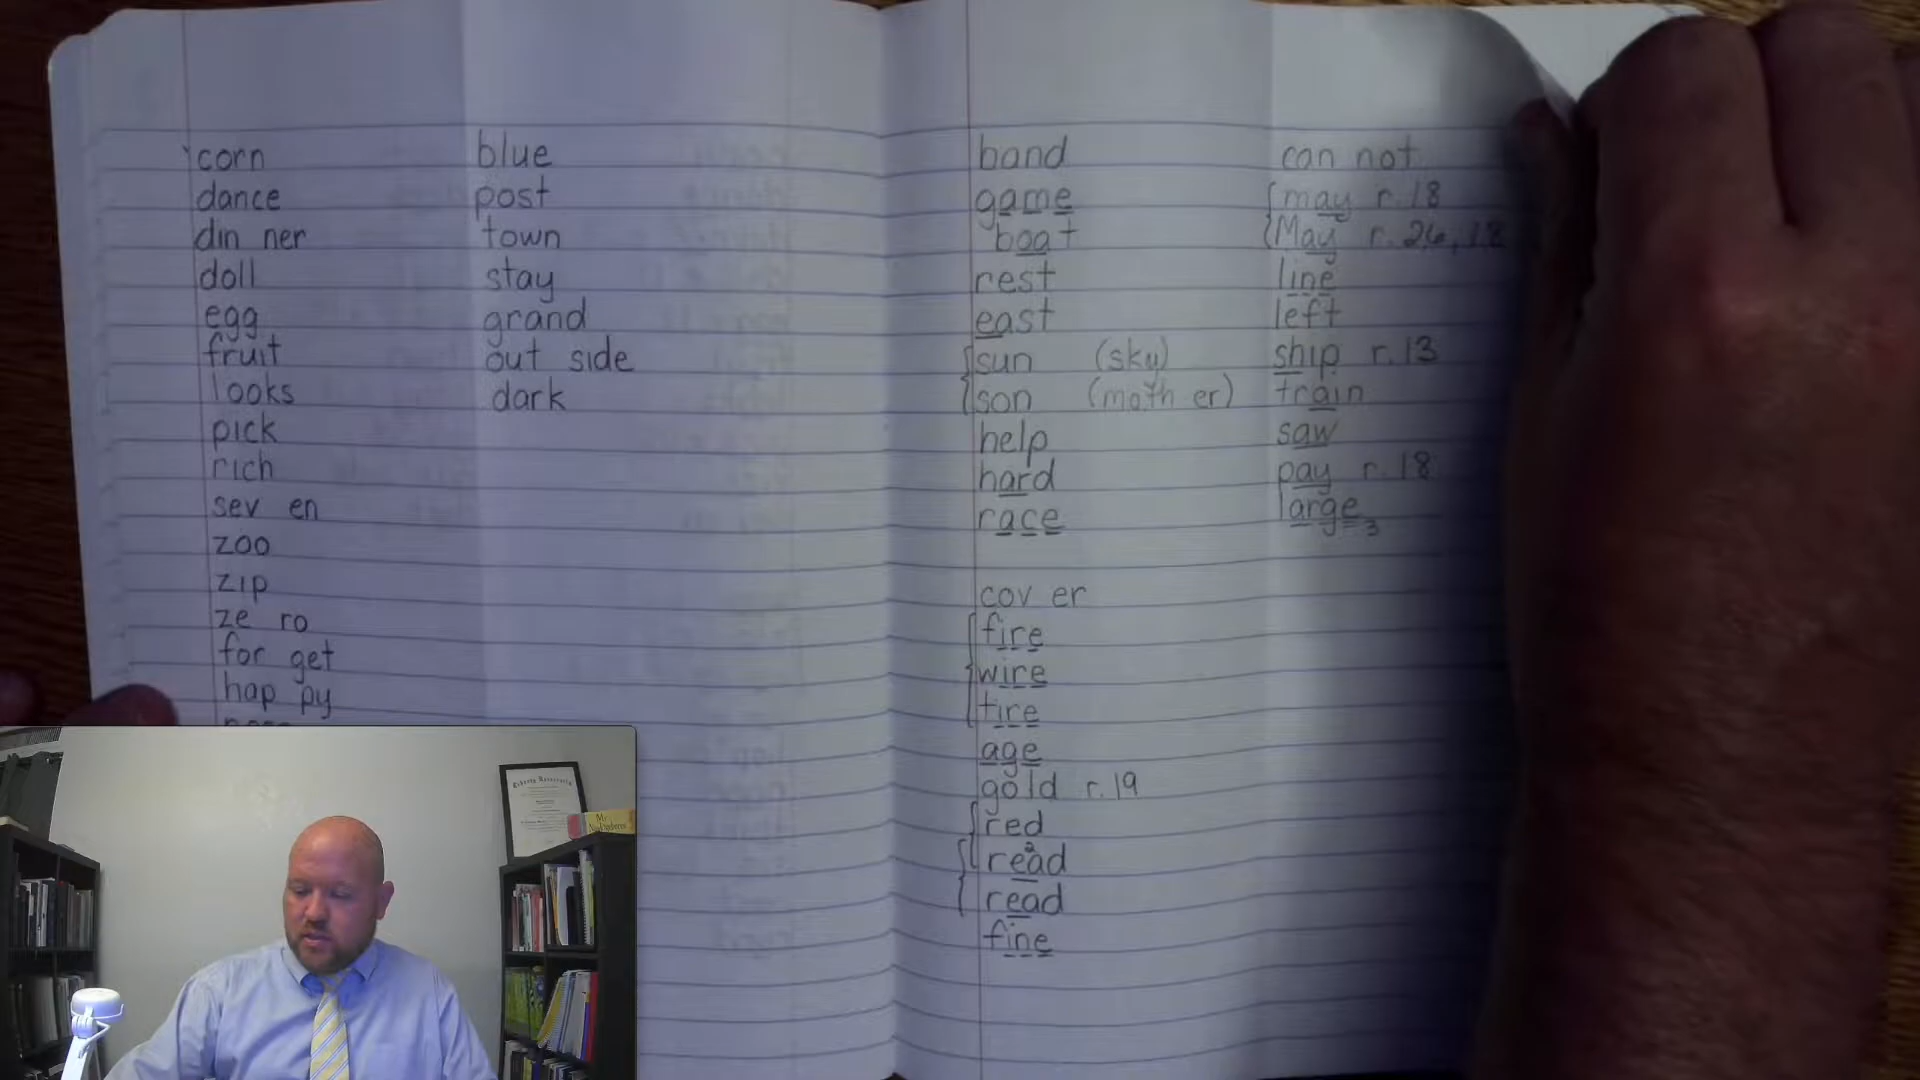 corn
dance
din ner
doll
egg
fruit
looks
pick
rich
sev en
zoo
zip
ze ro
for get
hap py
blue
post
town
stay
grand
out side
dark
band
game
boat
rest
east
sun (sky)
son (moth er)
help
hard
race
cov er
fire
wire
tire
age
gold r. 19
red
read
read
fine
can not
may r. 18
May r. 26, 18
line
left
ship r. 13
train
saw
pay r. 18
large 3